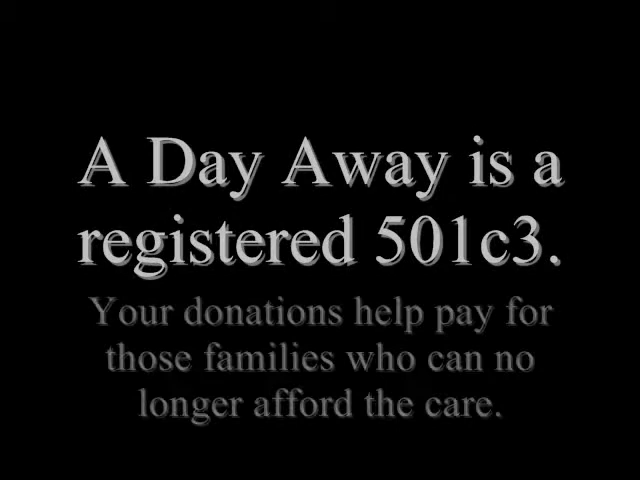 A Day Away is a
registered 501c3.
Your donations help pay for
those families who can no
longer afford the care.